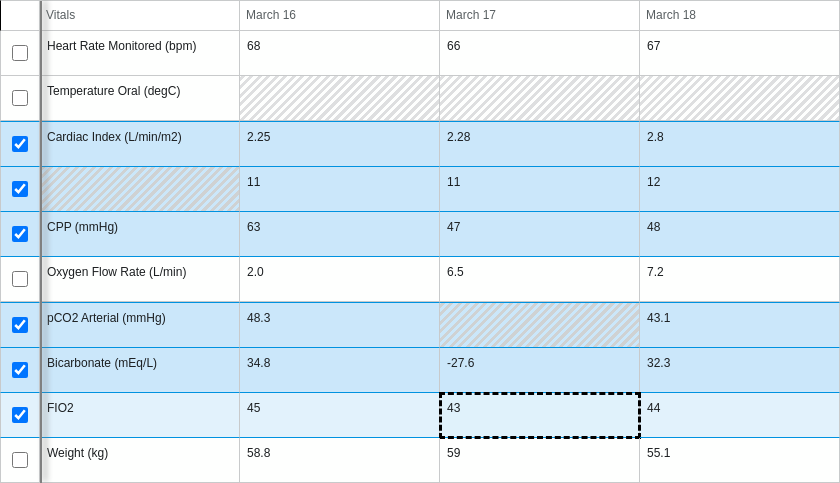 Vitals March 16 March 17 March 18
Heart Rate Monitored (bpm) 68 66 67
Temperature Oral (degC)
Cardiac Index (L/min/m2) 2.25 2.28 2.8
11 11 12
CPP (mmHg) 63 47 48
Oxygen Flow Rate (L/min) 2.0 6.5 7.2
pCO2 Arterial (mmHg) 48.3 43.1
Bicarbonate (mEq/L) 34.8 -27.6 32.3
FIO2 45 43 44
Weight (kg) 58.8 59 55.1